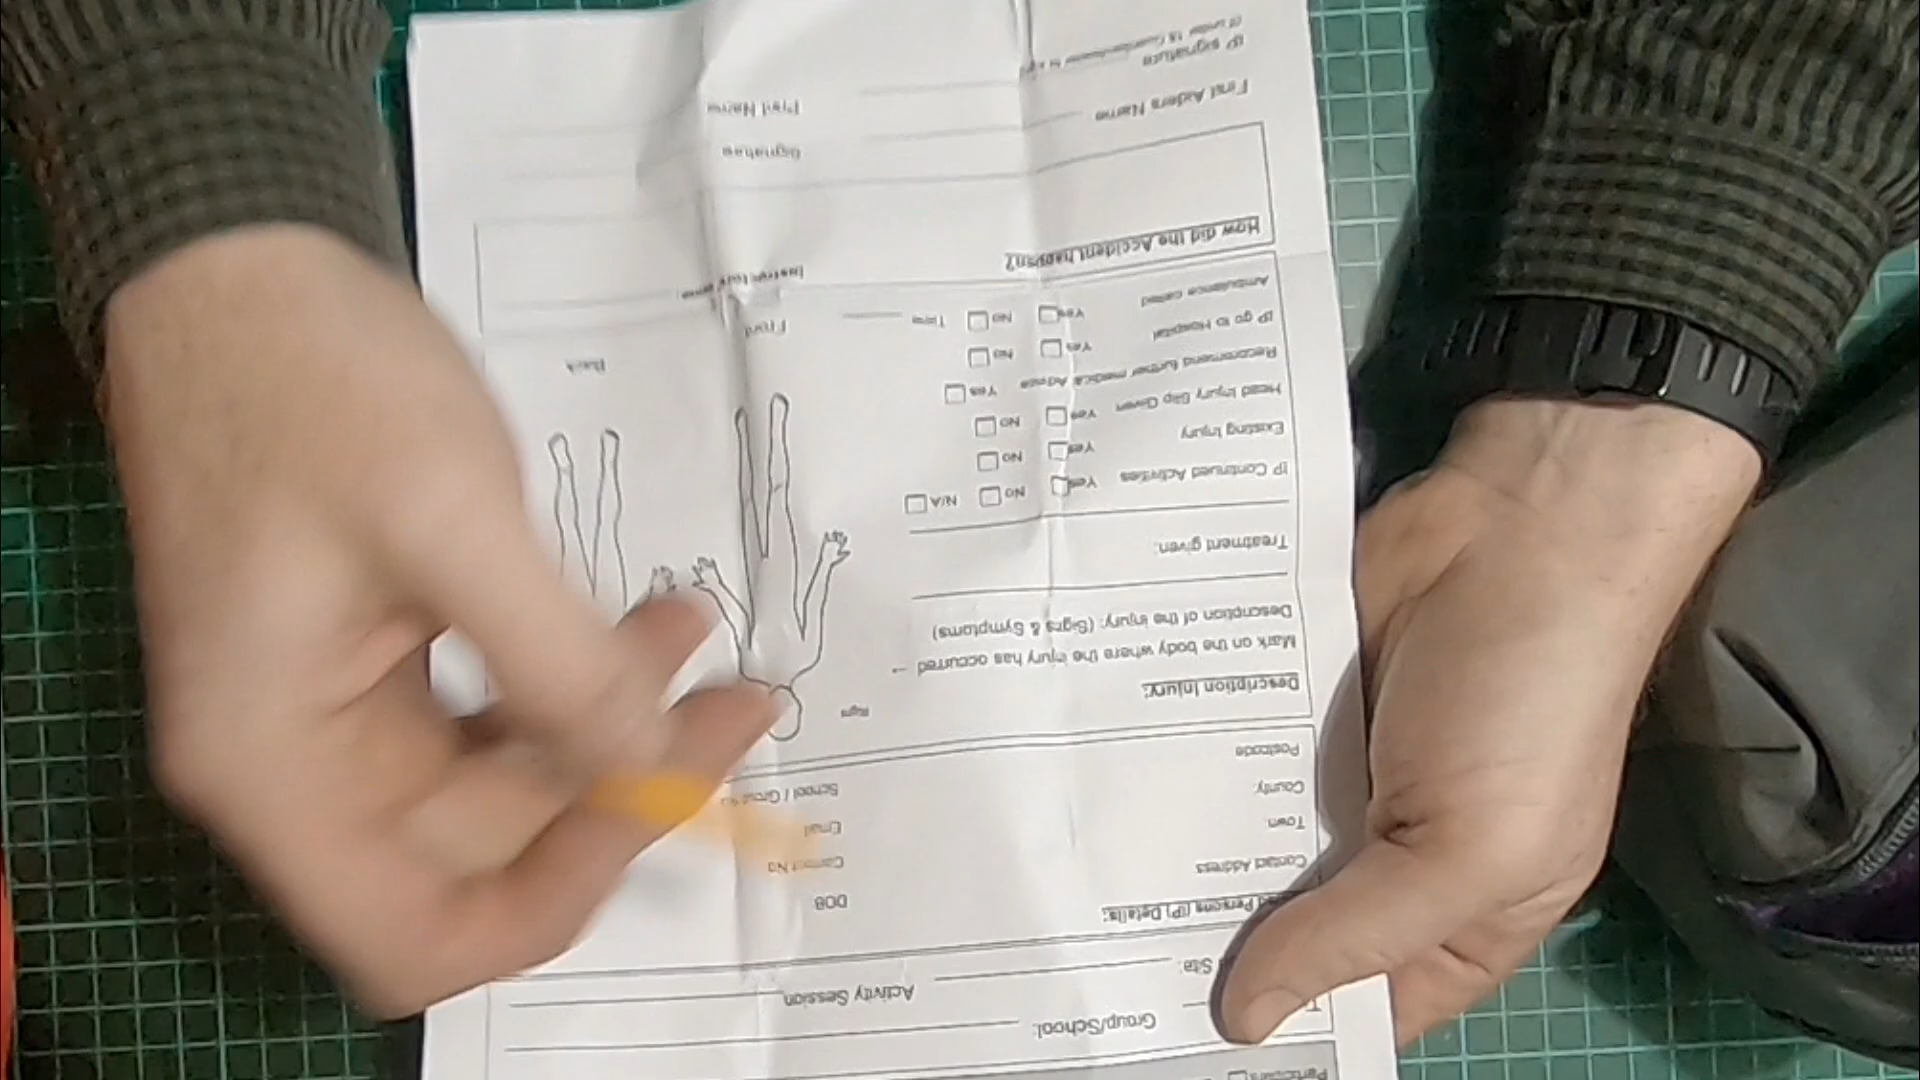 Participant
Group/School:
Site:
Activity Session
Persons (IP) Details:
DOB
Contact Address
Contact No
Town
Email
County
School / Group
Postcode
Description Injury:
Right
Mark on the body where the injury has occurred →
Description of the injury: (Signs & Symptoms)
Treatment given:
IP Continued Activities Yes No N/A
Existing Injury Yes No
Head Injury Slip Given Yes No
Recommend further medical Advice Yes
IP go to Hospital Yes No
Ambulance called Yes No Time
Back
Front
How did the Accident happen?
First Aiders Name
Signature
IP signature
Print Name